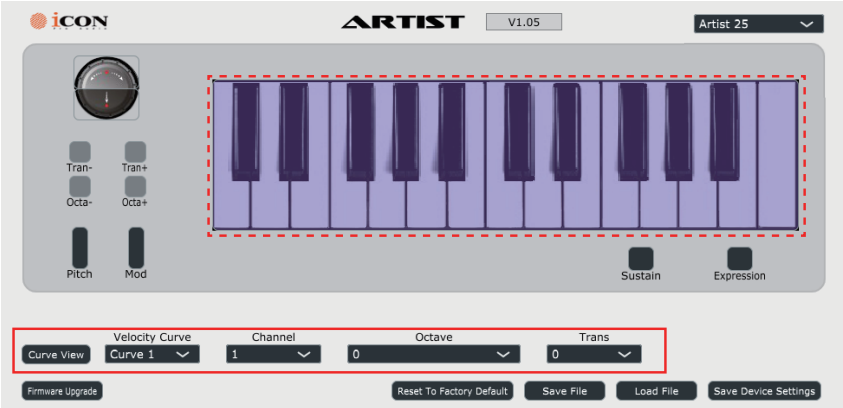 icon
PRO AUDIO
ARTIST
V1.05
Artist 25
Tran-
Tran+
Octa-
Octa+
Pitch
Mod
Sustain
Expression
Velocity Curve
Channel
Octave
Trans
Curve View
Curve 1
1
0
0
Firmware Upgrade
Reset To Factory Default
Save File
Load File
Save Device Settings